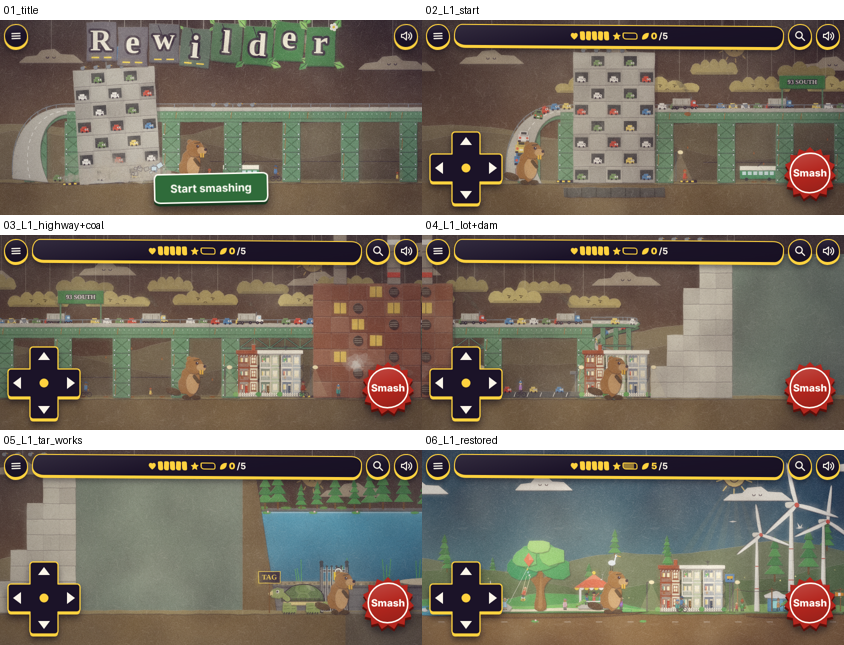 01_title
02_L1_start
Rewilder
0/5
93 SOUTH
Start smashing
Smash
03_L1_highway+coal
04_L1_lot+dam
0/5
0/5
93 SOUTH
Smash
Smash
05_L1_tar_works
06_L1_restored
0/5
5/5
TAG
Smash
Smash